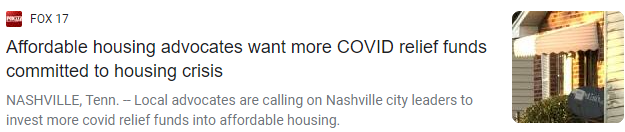 FOX 17
Affordable housing advocates want more COVID relief funds
committed to housing crisis
NASHVILLE, Tenn. – Local advocates are calling on Nashville city leaders to
invest more covid relief funds into affordable housing.